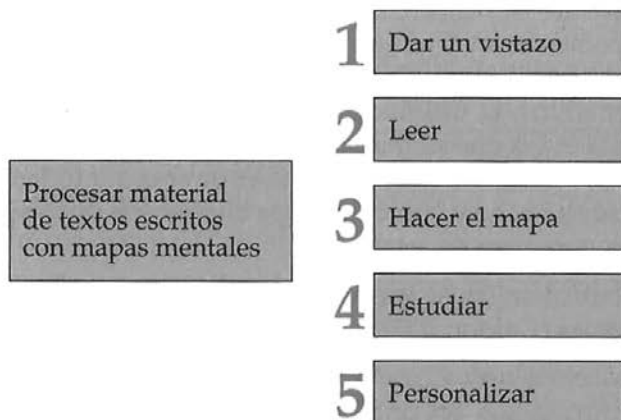 Procesar material
de textos escritos
con mapas mentales
1 Dar un vistazo
2 Leer
3 Hacer el mapa
4 Estudiar
5 Personalizar